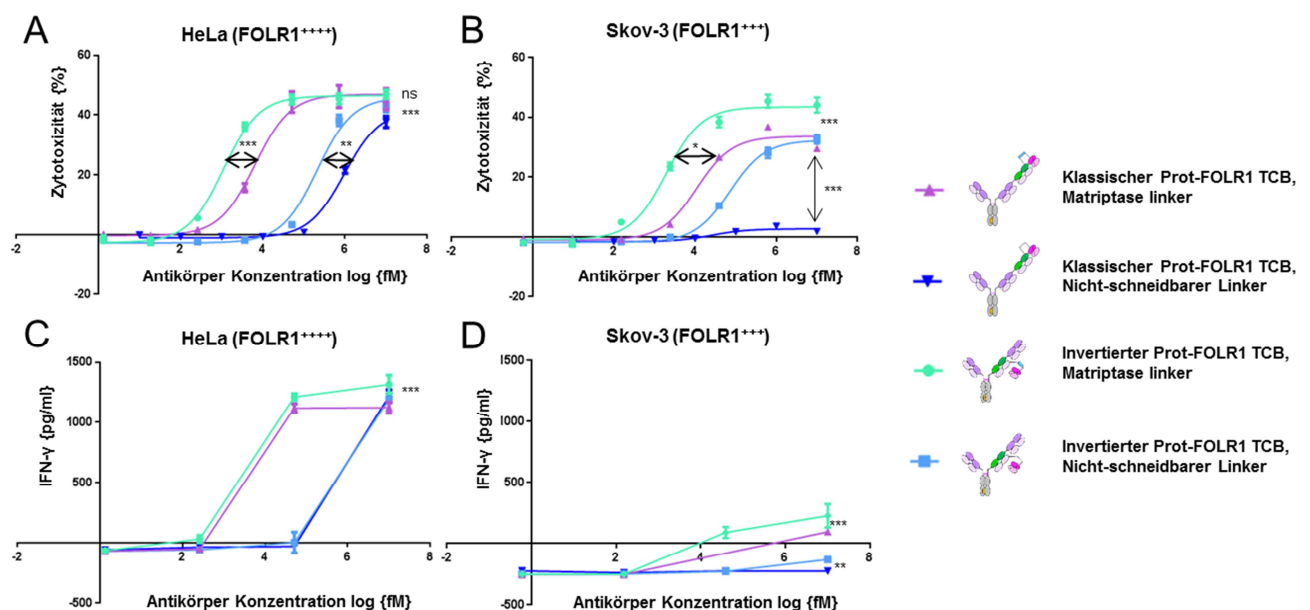 A
HeLa (FOLR1++++)
Zytotoxizität {%}
60
40
20
-20
-2
2
4
6
8
ns
***
***
**
Antikörper Konzentration log {fM}
B
Skov-3 (FOLR1+++)
Zytotoxizität {%}
60
40
20
-20
-2
2
4
6
8
*
***
***
Antikörper Konzentration log {fM}
C
HeLa (FOLR1++++)
IFN-γ {pg/ml}
1500
1000
500
-500
-2
2
4
6
8
***
Antikörper Konzentration log {fM}
D
Skov-3 (FOLR1+++)
IFN-γ {pg/ml}
1500
1000
500
-500
-2
2
4
6
8
***
**
Antikörper Konzentration log {fM}
Klassischer Prot-FOLR1 TCB,
Matriptase linker
Klassischer Prot-FOLR1 TCB,
Nicht-schneidbarer Linker
Invertierter Prot-FOLR1 TCB,
Matriptase linker
Invertierter Prot-FOLR1 TCB,
Nicht-schneidbarer Linker